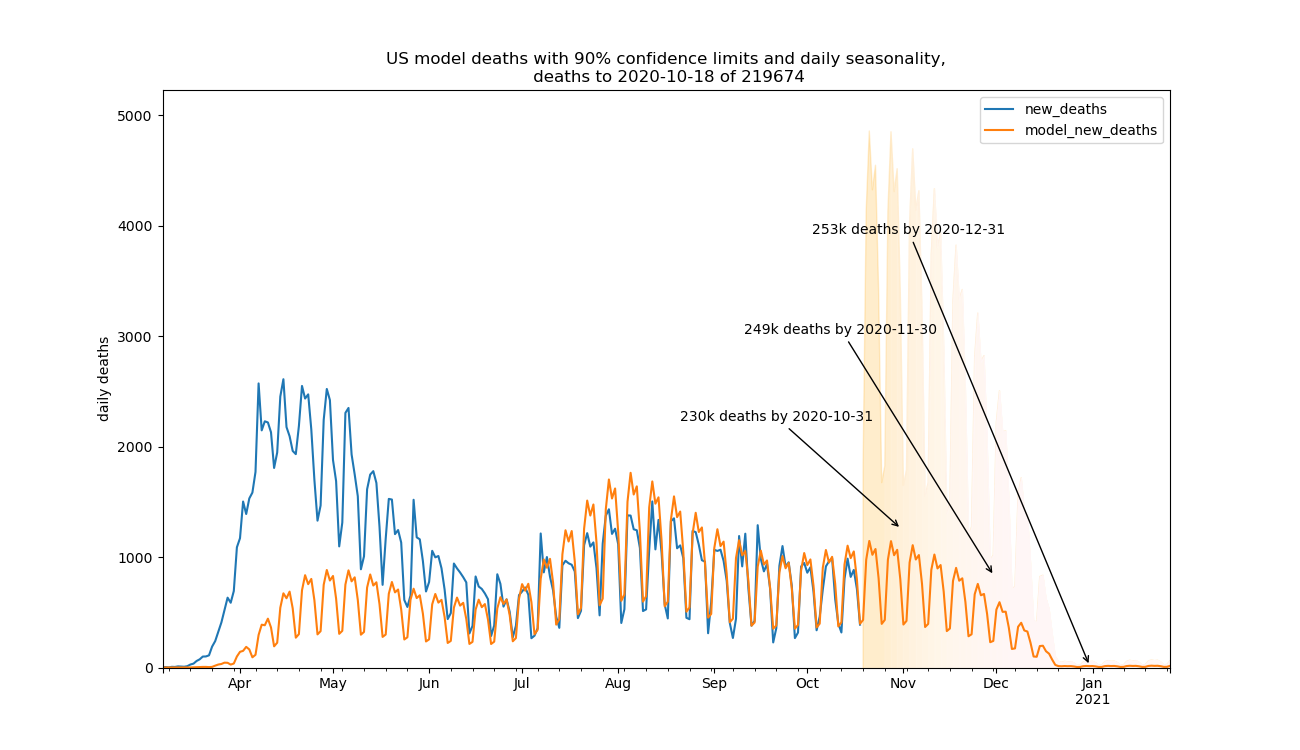 US model deaths with 90% confidence limits and daily seasonality,
deaths to 2020-10-18 of 219674
new_deaths
model_new_deaths
5000
4000
3000
2000
1000
0
daily deaths
253k deaths by 2020-12-31
249k deaths by 2020-11-30
230k deaths by 2020-10-31
Apr May Jun Jul Aug Sep Oct Nov Dec Jan
2021